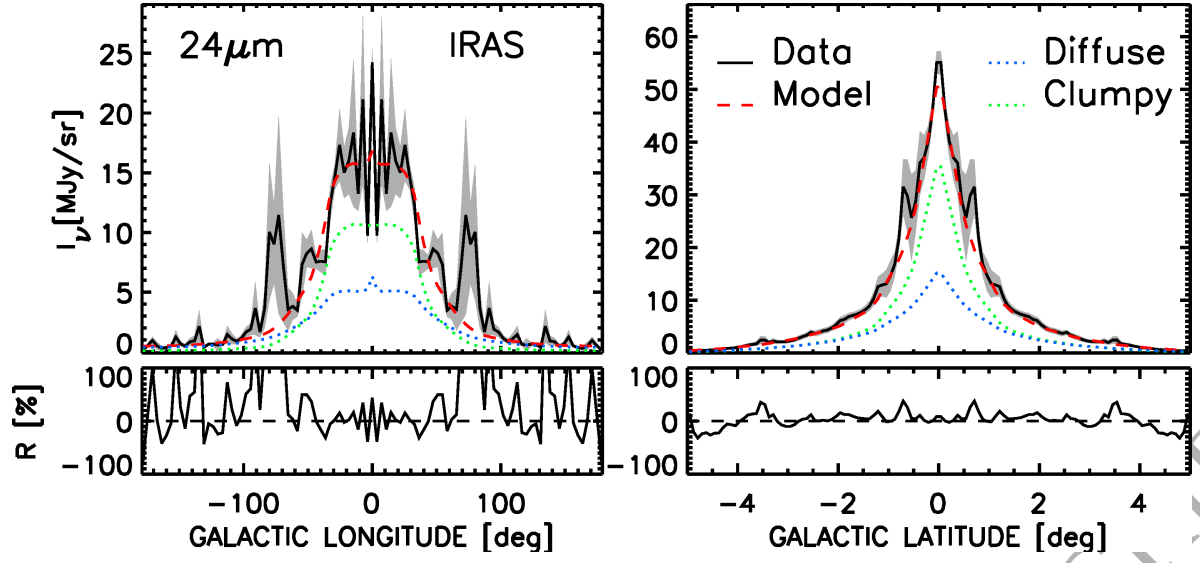 24μm IRAS
Data Diffuse
Model Clumpy
I_ν[MJy/sr]
25
20
15
10
5
0
60
50
40
30
20
10
0
R [%]
100
0
-100
100
0
-100
-100 0 100
-4 -2 0 2 4
GALACTIC LONGITUDE [deg]
GALACTIC LATITUDE [deg]